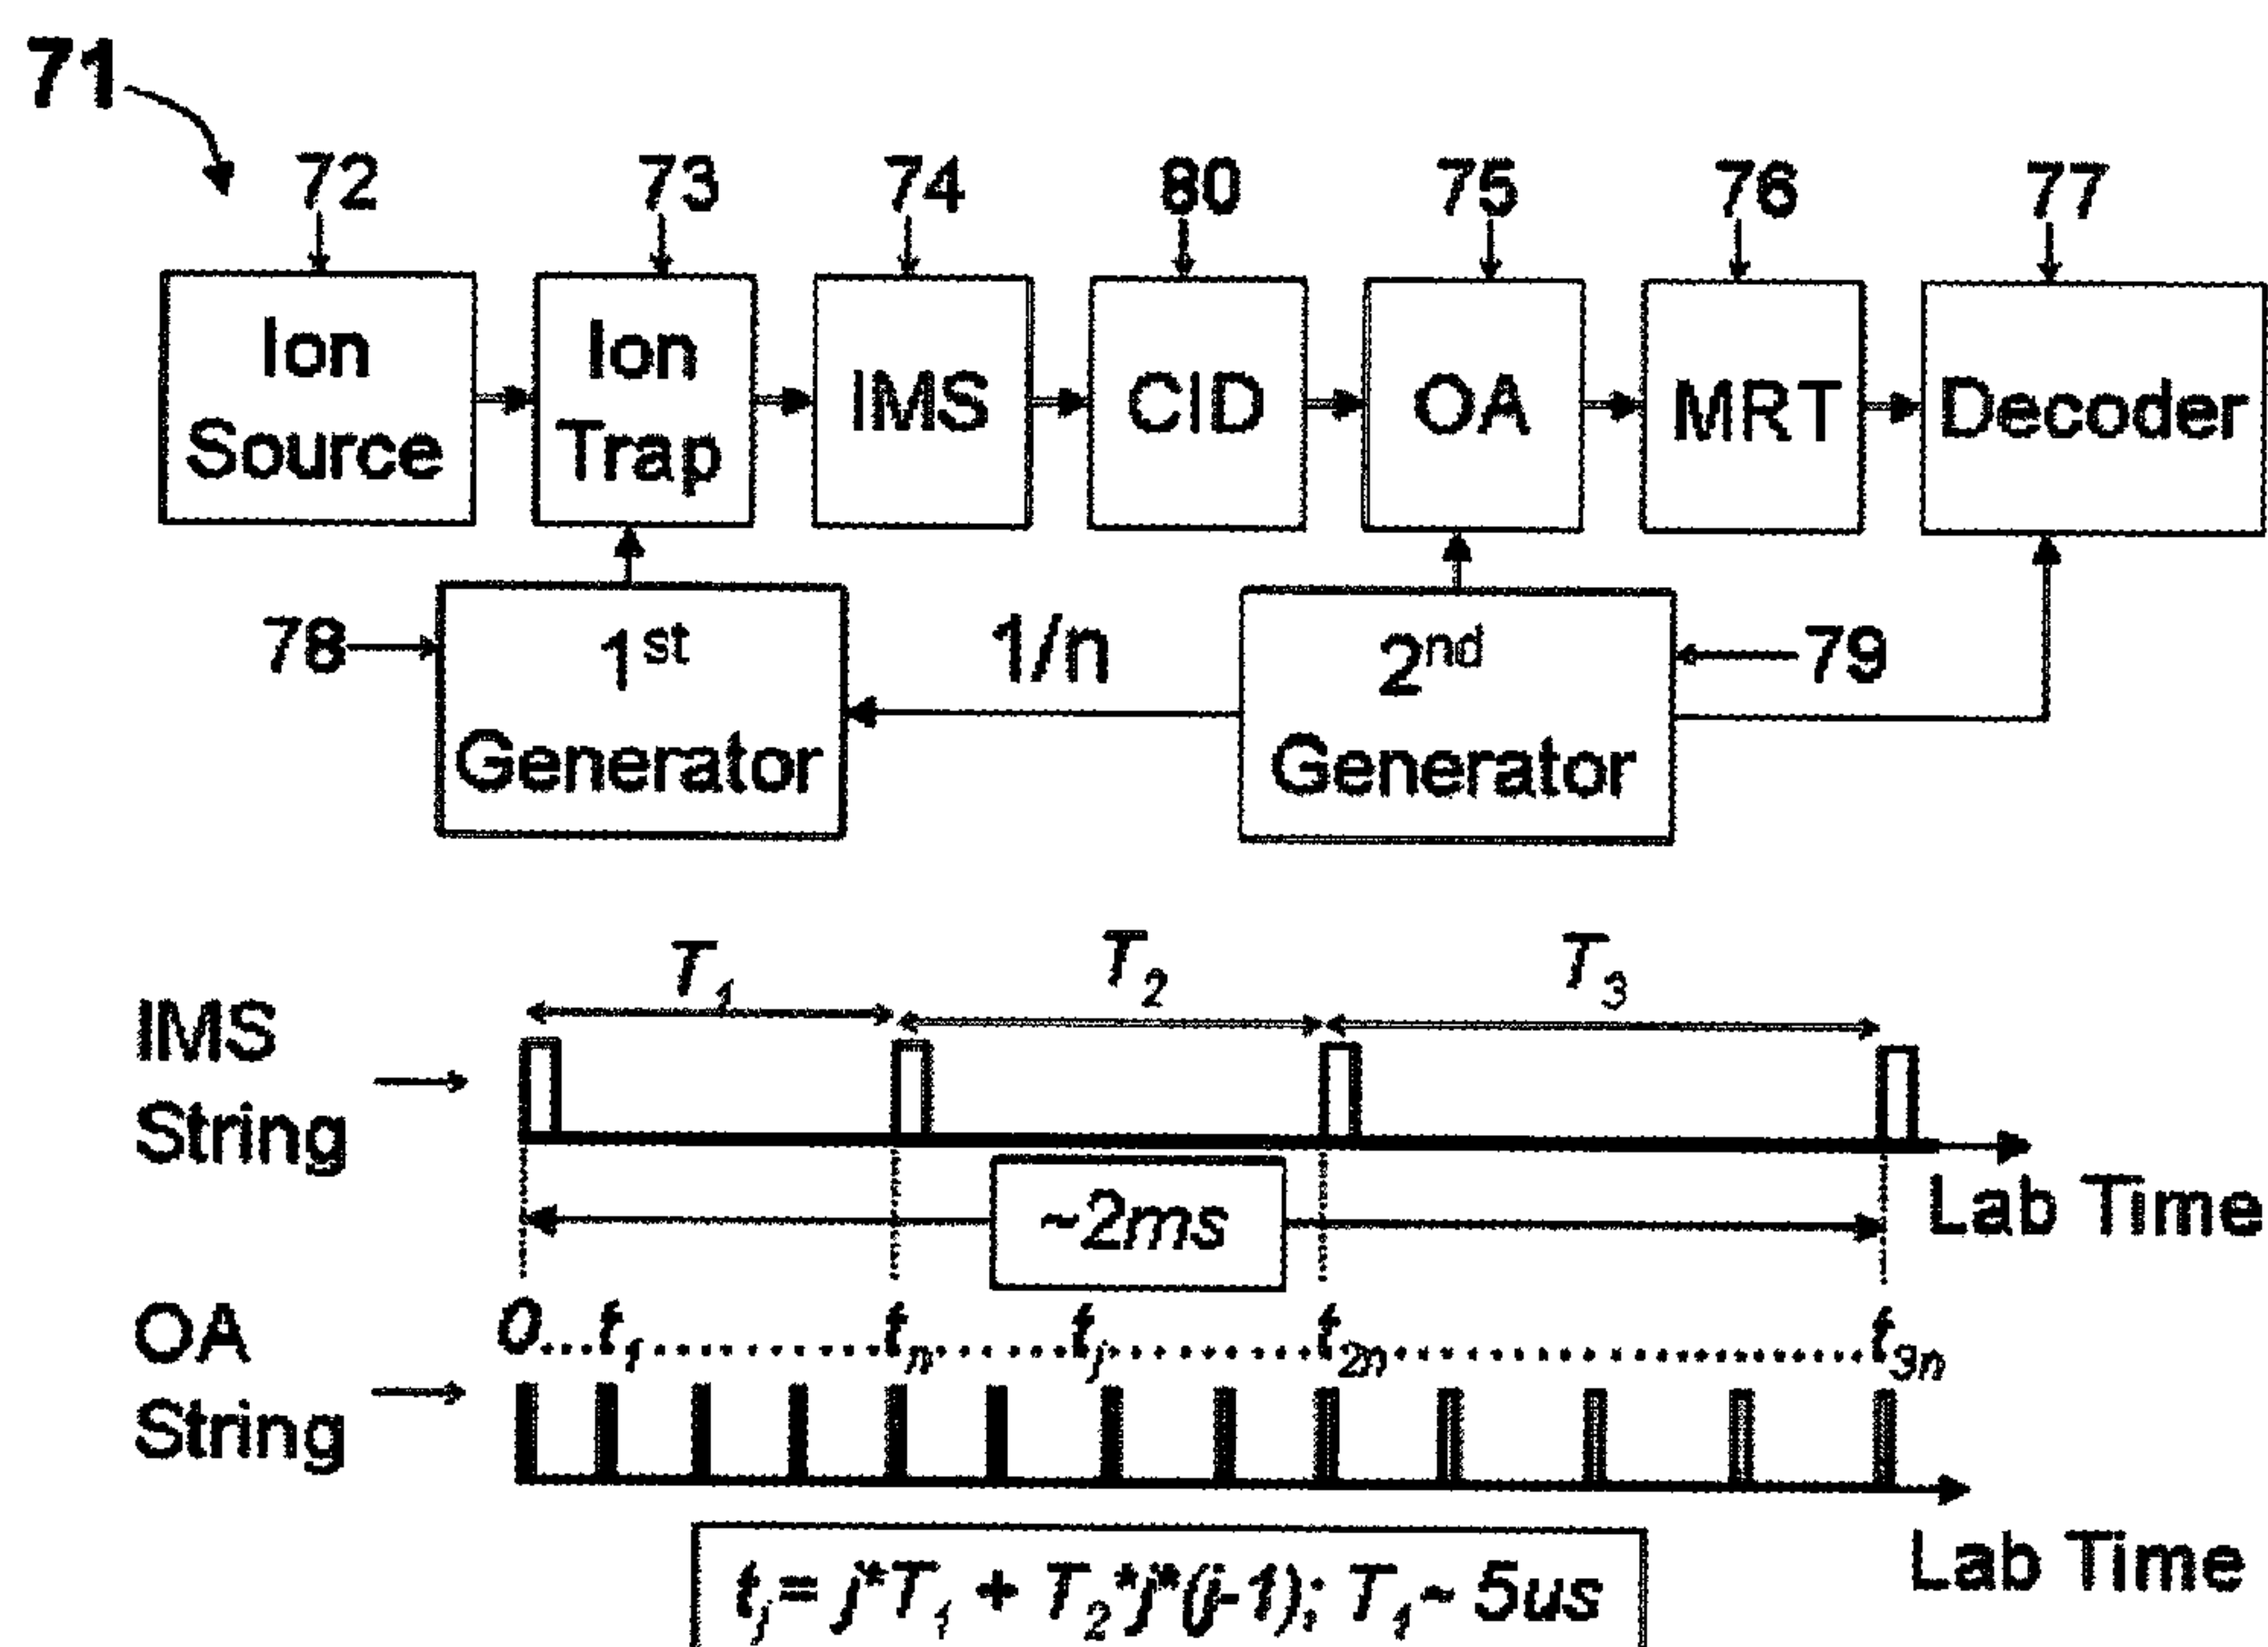 71
72 73 74 80 75 76 77
Ion Source
Ion Trap
IMS
CID
OA
MRT
Decoder
78
1st Generator
1/n
2nd Generator
79
T1 T2 T3
IMS String
Lab Time
~2ms
OA String
0 t1 tn tj t2n t3n
Lab Time
tj = j*T1 + T2*j*(j-1); T1 ~ 5us